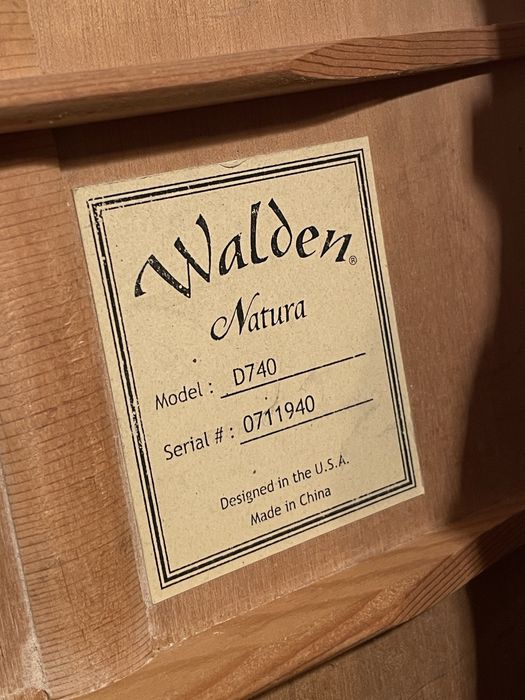 Walden®
Natura
Model : D740
Serial # : 0711940
Designed in the U.S.A.
Made in China